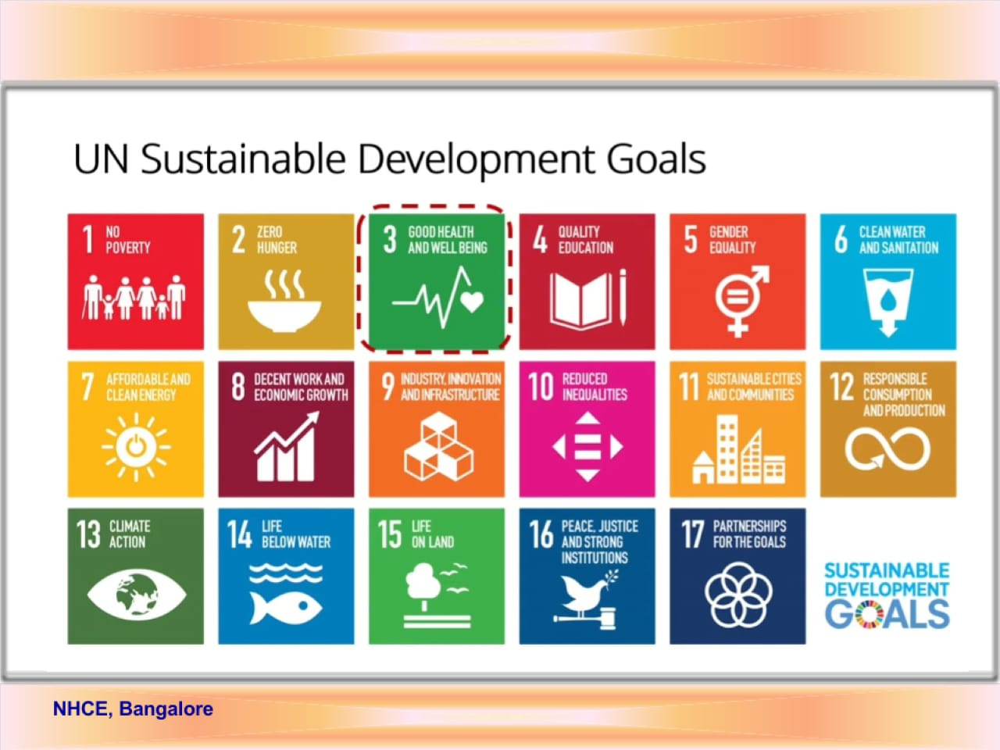 UN Sustainable Development Goals
1 NO
POVERTY
2 ZERO
HUNGER
3 GOOD HEALTH
AND WELL BEING
4 QUALITY
EDUCATION
5 GENDER
EQUALITY
6 CLEAN WATER
AND SANITATION
7 AFFORDABLE AND
CLEAN ENERGY
8 DECENT WORK AND
ECONOMIC GROWTH
9 INDUSTRY, INNOVATION
AND INFRASTRUCTURE
10 REDUCED
INEQUALITIES
11 SUSTAINABLE CITIES
AND COMMUNITIES
12 RESPONSIBLE
CONSUMPTION
AND PRODUCTION
13 CLIMATE
ACTION
14 LIFE
BELOW WATER
15 LIFE
ON LAND
16 PEACE, JUSTICE
AND STRONG
INSTITUTIONS
17 PARTNERSHIPS
FOR THE GOALS
SUSTAINABLE
DEVELOPMENT
GOALS
NHCE, Bangalore